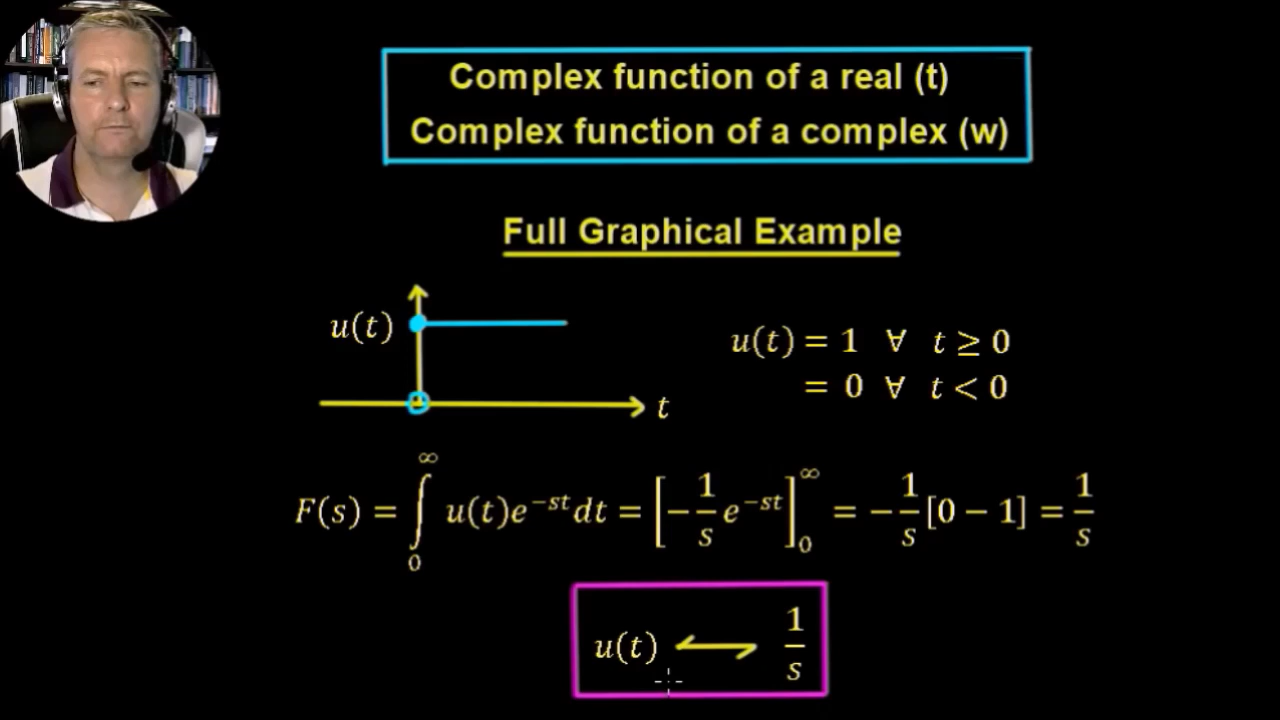 Complex function of a real (t)
Complex function of a complex (w)
Full Graphical Example
u(t)
t
u(t) = 1 ∀ t ≥ 0
= 0 ∀ t < 0
F(s) = ∫₀^∞ u(t)e^{−st}dt = [−1/s e^{−st}]₀^∞ = −1/s [0 − 1] = 1/s
u(t) ⟷ 1/s